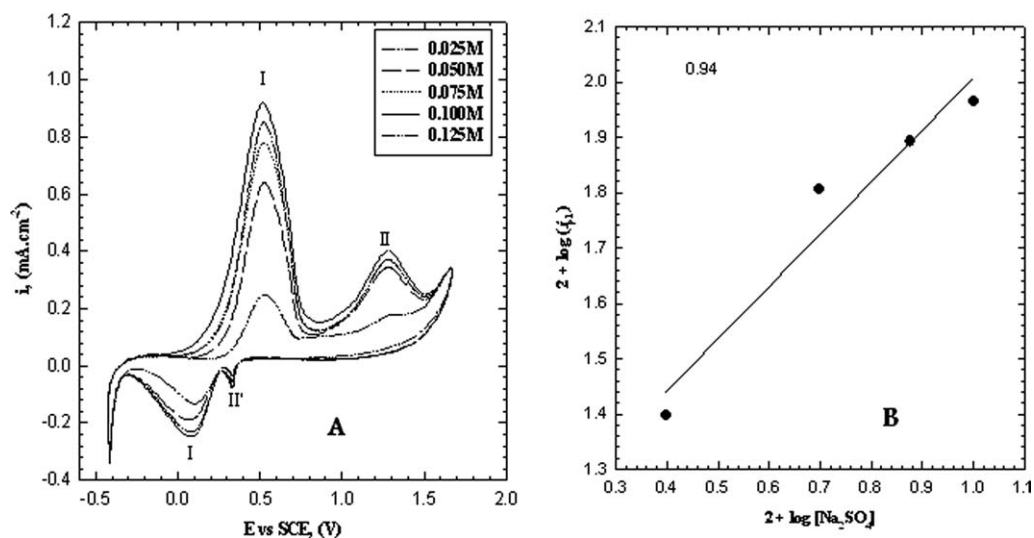 1.2
1.0
0.8
0.6
0.4
0.2
0.0
-0.2
-0.4
i, (mA.cm⁻²)
-0.5 0.0 0.5 1.0 1.5 2.0
E vs SCE, (V)
0.025M
0.050M
0.075M
0.100M
0.125M
I
II
II'
I
A
2.1
2.0
1.9
1.8
1.7
1.6
1.5
1.4
1.3
0.94
B
0.3 0.4 0.5 0.6 0.7 0.8 0.9 1.0 1.1
2 + log [Na₂SO₄]